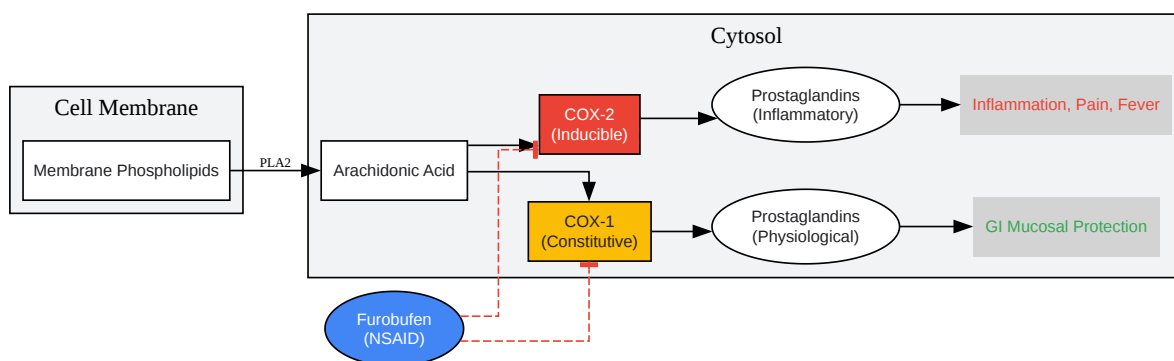 Cytosol
Cell Membrane
Membrane Phospholipids
PLA2
Arachidonic Acid
COX-2
(Inducible)
Prostaglandins
(Inflammatory)
Inflammation, Pain, Fever
COX-1
(Constitutive)
Prostaglandins
(Physiological)
GI Mucosal Protection
Furobufen
(NSAID)